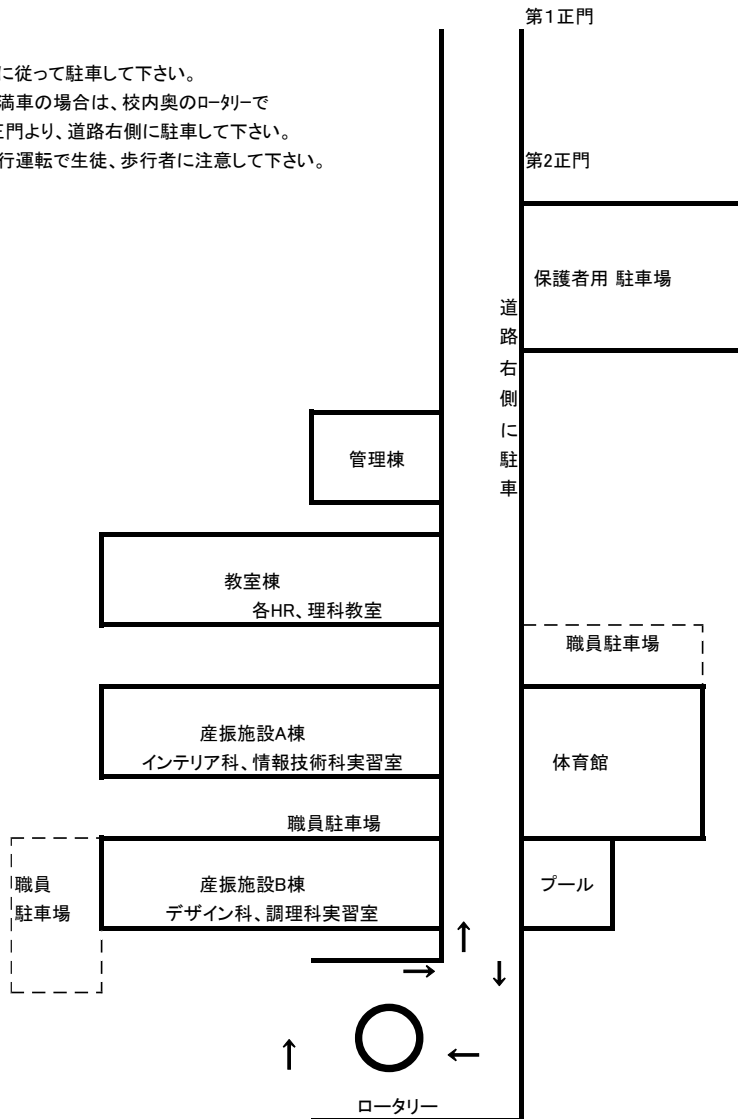 第1正門
に従って駐車して下さい。
満車の場合は、校内奥のロータリーで
正門より、道路右側に駐車して下さい。
行運転で生徒、歩行者に注意して下さい。
第2正門
保護者用 駐車場
道路右側に駐車
管理棟
教室棟
各HR、理科教室
職員駐車場
産振施設A棟
インテリア科、情報技術科実習室
体育館
職員駐車場
職員
駐車場
産振施設B棟
デザイン科、調理科実習室
プール
↑
→
↓
↑
←
ロータリー